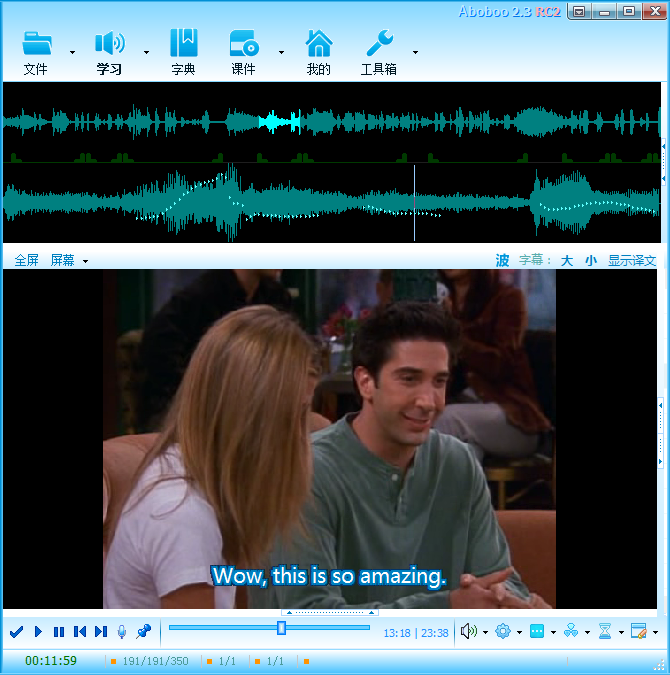 Aboboo 2.3 RC2
文件 学习 字典 课件 我的 工具箱
全屏 屏幕 波 字幕： 大 小 显示译文
Wow, this is so amazing.
13:18 | 23:38
00:11:59 191/191/350 1/1 1/1